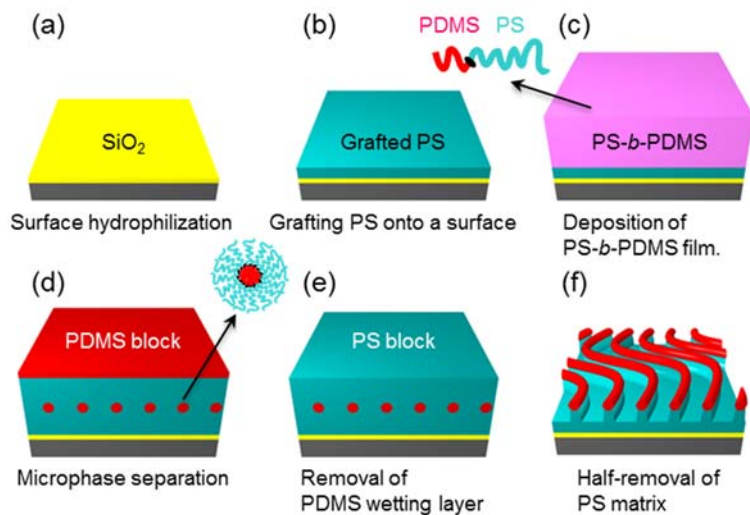 (a)
(b)
PDMS PS
(c)
SiO₂
Grafted PS
PS-b-PDMS
Surface hydrophilization
Grafting PS onto a surface
Deposition of
PS-b-PDMS film.
(d)
(e)
(f)
PDMS block
PS block
Microphase separation
Removal of
PDMS wetting layer
Half-removal of
PS matrix